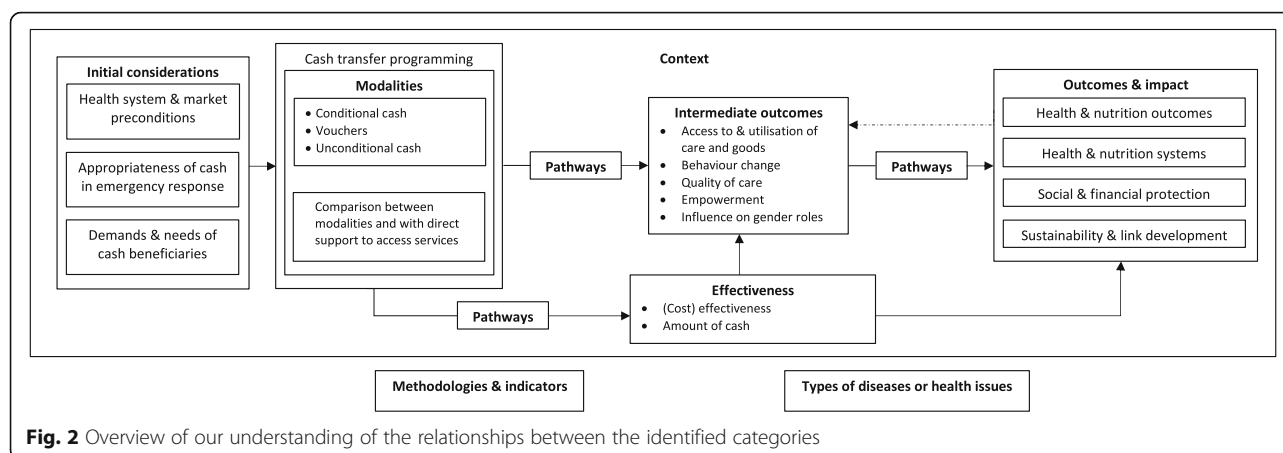 Initial considerations
Health system & market
preconditions
Appropriateness of cash
in emergency response
Demands & needs of
cash beneficiaries
Cash transfer programming
Modalities
• Conditional cash
• Vouchers
• Unconditional cash
Comparison between
modalities and with direct
support to access services
Context
Pathways
Intermediate outcomes
• Access to & utilisation of
care and goods
• Behaviour change
• Quality of care
• Empowerment
• Influence on gender roles
Pathways
Outcomes & impact
Health & nutrition outcomes
Health & nutrition systems
Social & financial protection
Sustainability & link development
Pathways
Effectiveness
• (Cost) effectiveness
• Amount of cash
Methodologies & indicators
Types of diseases or health issues
Fig. 2 Overview of our understanding of the relationships between the identified categories